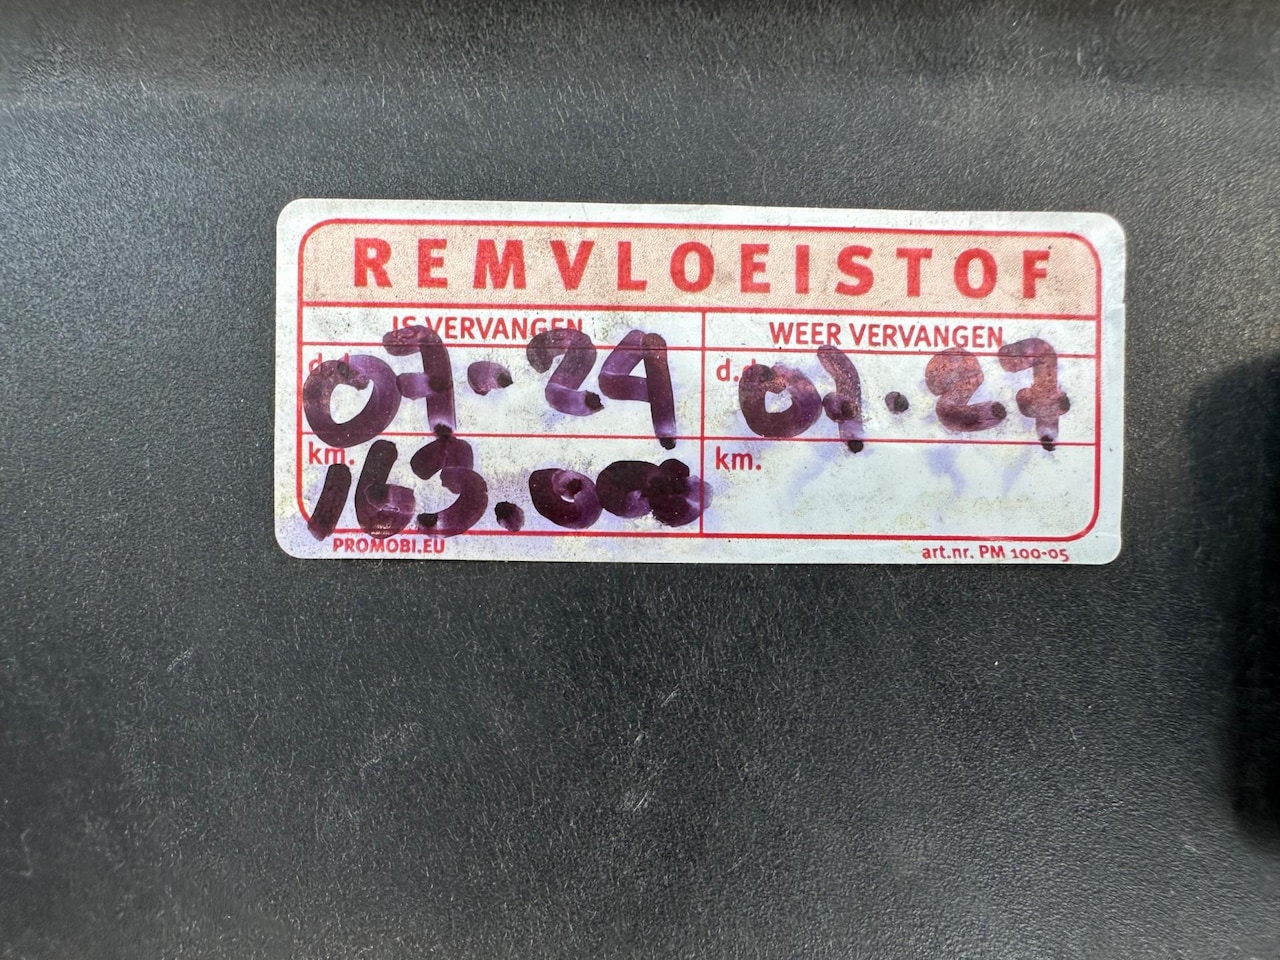 REMVLOEISTOF
IS VERVANGEN
WEER VERVANGEN
d.d. 07-24
d.d. 07.27
km. 163.000
km.
PROMOBI.EU
art.nr. PM 100-05